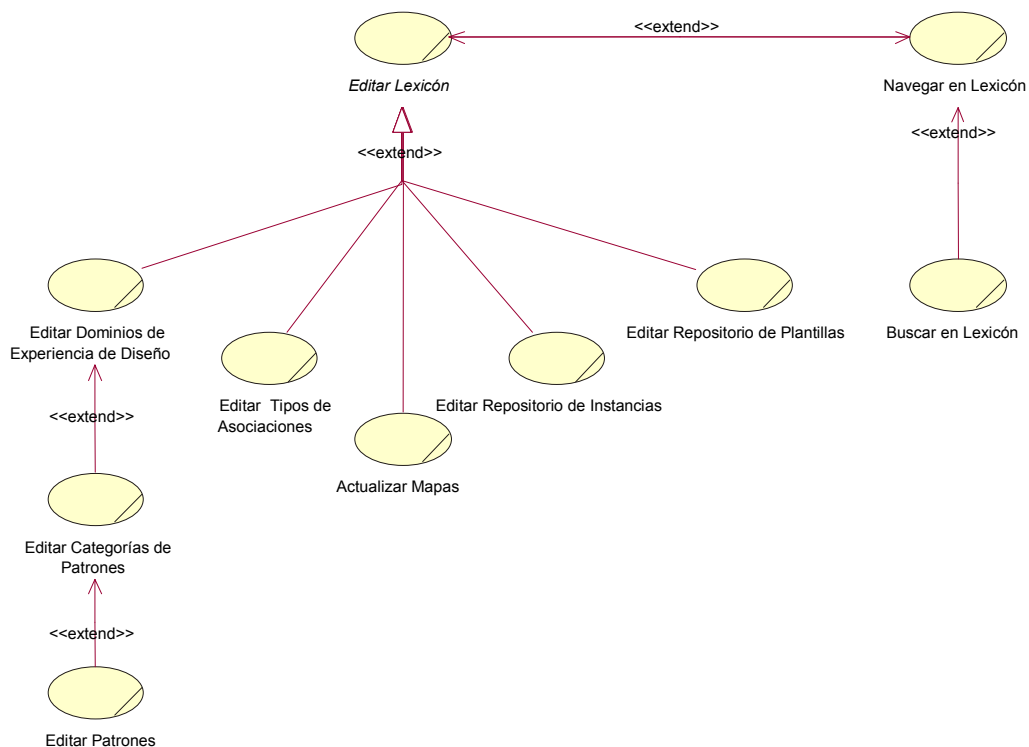 <<extend>>
Editar Lexicón
Navegar en Lexicón
<<extend>>
<<extend>>
Editar Dominios de
Experiencia de Diseño
Editar Repositorio de Plantillas
Buscar en Lexicón
Editar Tipos de
Asociaciones
Editar Repositorio de Instancias
<<extend>>
Actualizar Mapas
Editar Categorías de
Patrones
<<extend>>
Editar Patrones